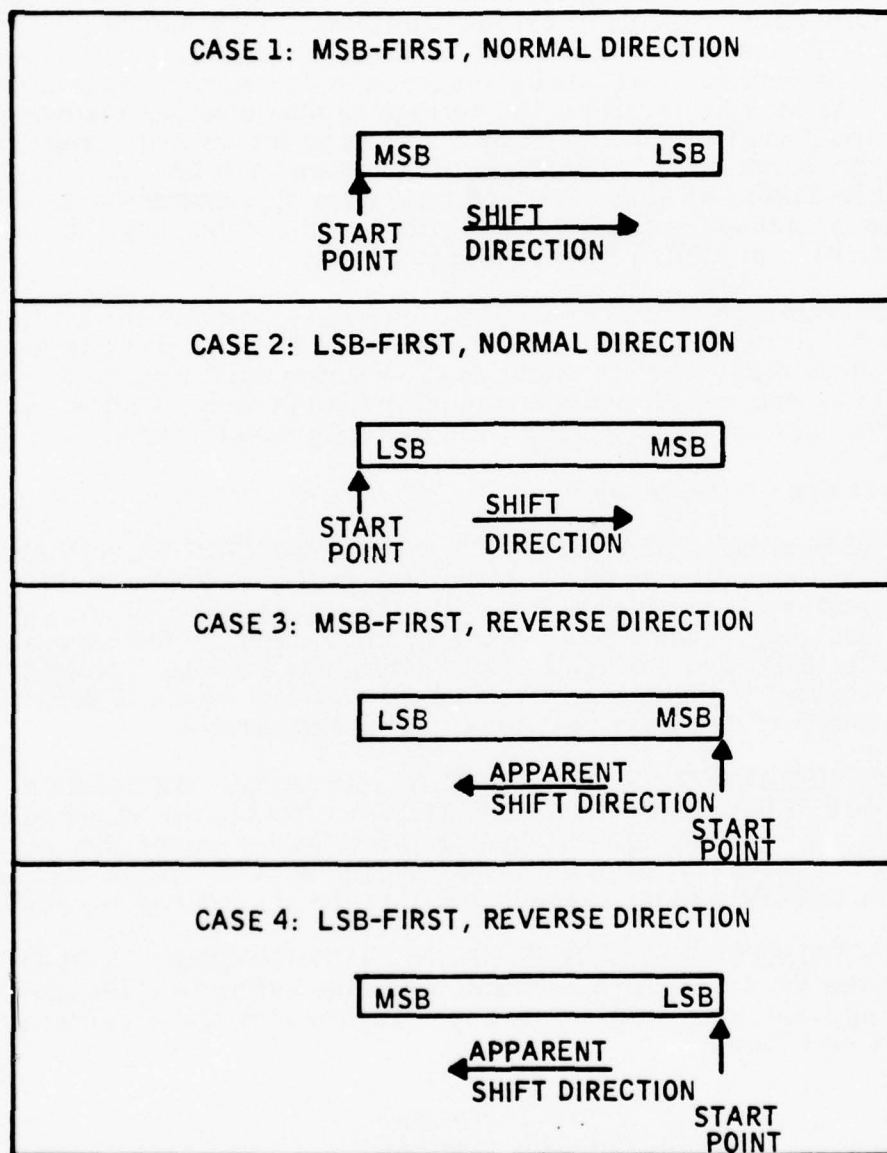 CASE 1: MSB-FIRST, NORMAL DIRECTION
MSB LSB
START POINT
SHIFT DIRECTION
CASE 2: LSB-FIRST, NORMAL DIRECTION
LSB MSB
START POINT
SHIFT DIRECTION
CASE 3: MSB-FIRST, REVERSE DIRECTION
LSB MSB
APPARENT SHIFT DIRECTION
START POINT
CASE 4: LSB-FIRST, REVERSE DIRECTION
MSB LSB
APPARENT SHIFT DIRECTION
START POINT